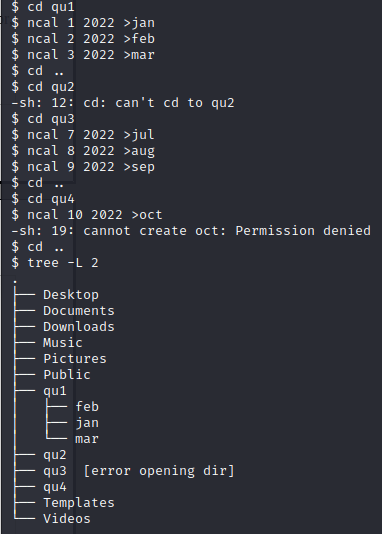 $ cd qu1
$ ncal 1 2022 >jan
$ ncal 2 2022 >feb
$ ncal 3 2022 >mar
$ cd ..
$ cd qu2
-sh: 12: cd: can't cd to qu2
$ cd qu3
$ ncal 7 2022 >jul
$ ncal 8 2022 >aug
$ ncal 9 2022 >sep
$ cd ..
$ cd qu4
$ ncal 10 2022 >oct
-sh: 19: cannot create oct: Permission denied
$ cd ..
$ tree -L 2
.
├── Desktop
├── Documents
├── Downloads
├── Music
├── Pictures
├── Public
├── qu1
│   ├── feb
│   ├── jan
│   └── mar
├── qu2
├── qu3  [error opening dir]
├── qu4
├── Templates
└── Videos